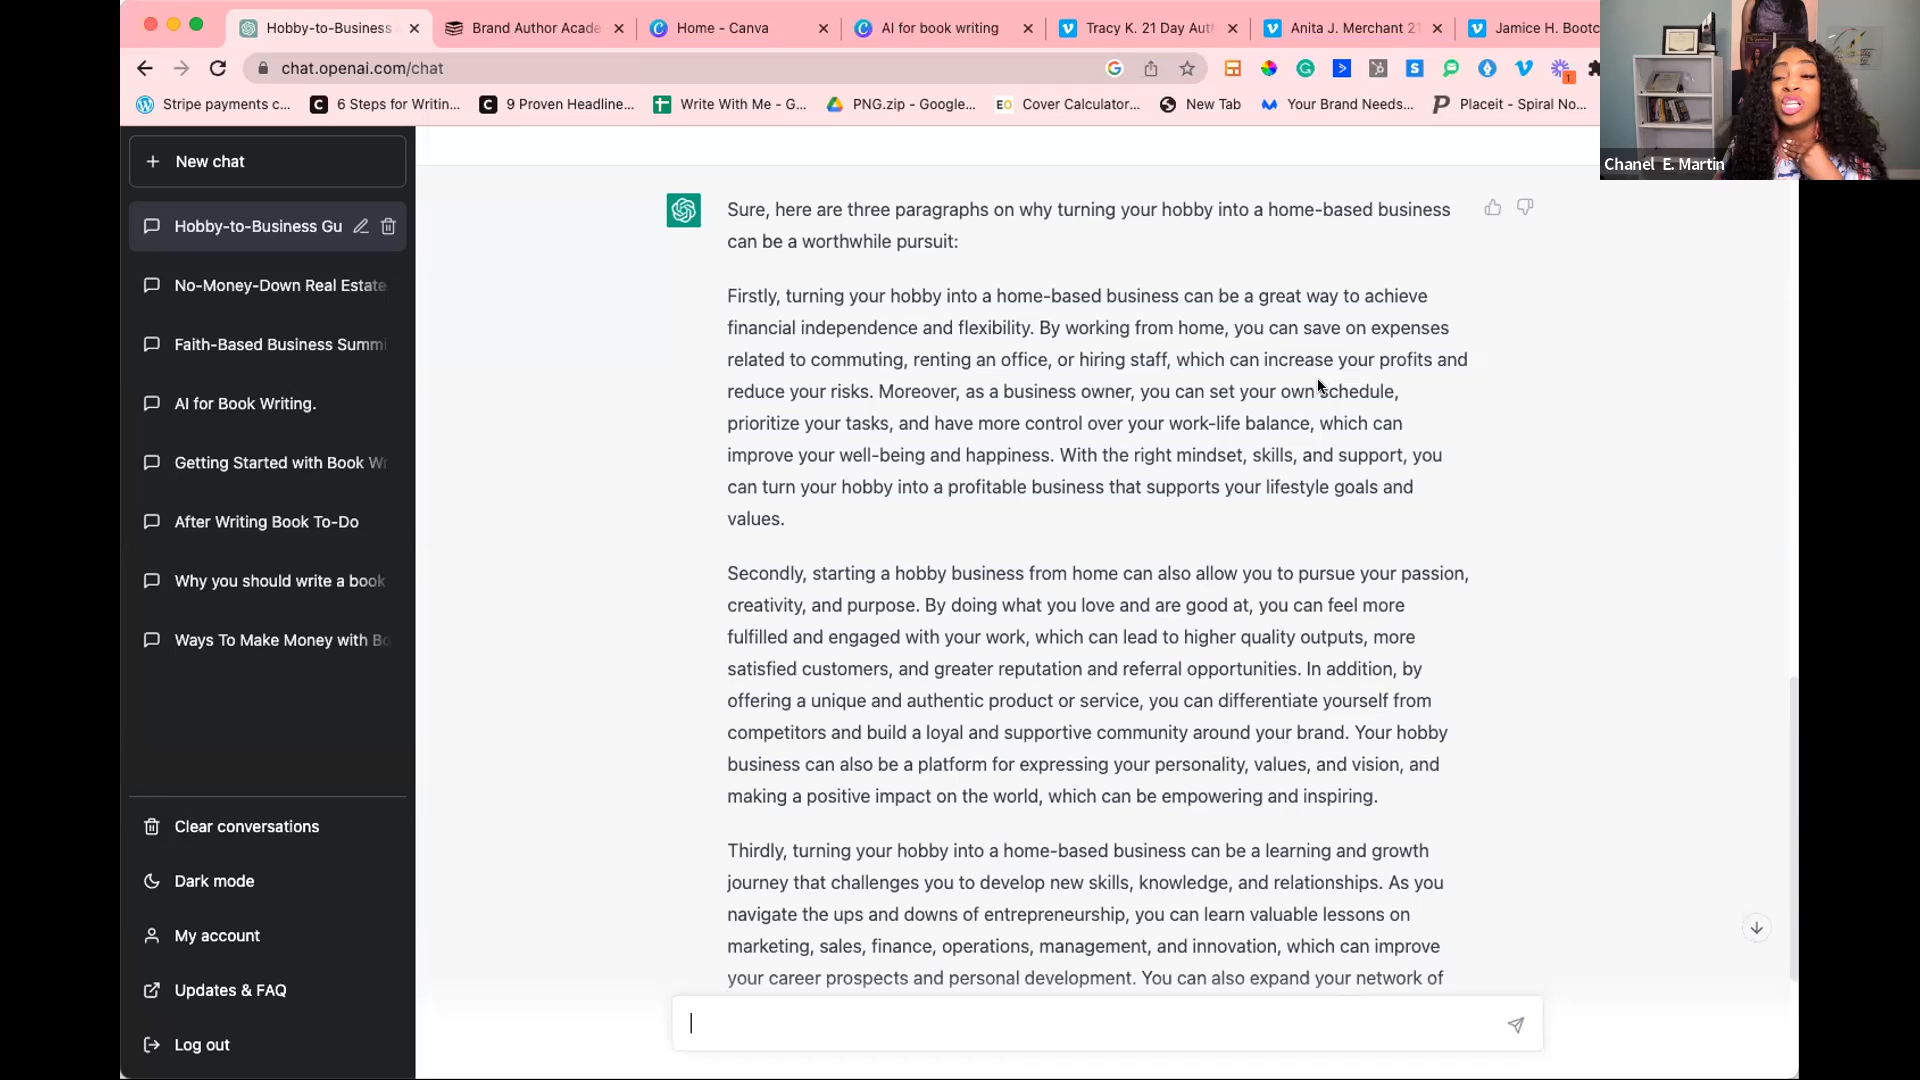 Hobby-to-Business
Brand Author Acade
Home - Canva
AI for book writing
Tracy K. 21 Day Aut
Anita J. Merchant 21
Jamice H. Bootc
chat.openai.com/chat
Stripe payments c...
6 Steps for Writin...
9 Proven Headline...
Write With Me - G...
PNG.zip - Google...
EO Cover Calculator...
New Tab
Your Brand Needs...
Placeit - Spiral No...
1
Chanel E. Martin
New chat
Hobby-to-Business Gu
No-Money-Down Real Estate
Faith-Based Business Summi
AI for Book Writing.
Getting Started with Book Wr
After Writing Book To-Do
Why you should write a book
Ways To Make Money with Bo
Clear conversations
Dark mode
My account
Updates & FAQ
Log out
Sure, here are three paragraphs on why turning your hobby into a home-based business
can be a worthwhile pursuit:
Firstly, turning your hobby into a home-based business can be a great way to achieve
financial independence and flexibility. By working from home, you can save on expenses
related to commuting, renting an office, or hiring staff, which can increase your profits and
reduce your risks. Moreover, as a business owner, you can set your own schedule,
prioritize your tasks, and have more control over your work-life balance, which can
improve your well-being and happiness. With the right mindset, skills, and support, you
can turn your hobby into a profitable business that supports your lifestyle goals and
values.
Secondly, starting a hobby business from home can also allow you to pursue your passion,
creativity, and purpose. By doing what you love and are good at, you can feel more
fulfilled and engaged with your work, which can lead to higher quality outputs, more
satisfied customers, and greater reputation and referral opportunities. In addition, by
offering a unique and authentic product or service, you can differentiate yourself from
competitors and build a loyal and supportive community around your brand. Your hobby
business can also be a platform for expressing your personality, values, and vision, and
making a positive impact on the world, which can be empowering and inspiring.
Thirdly, turning your hobby into a home-based business can be a learning and growth
journey that challenges you to develop new skills, knowledge, and relationships. As you
navigate the ups and downs of entrepreneurship, you can learn valuable lessons on
marketing, sales, finance, operations, management, and innovation, which can improve
your career prospects and personal development. You can also expand your network of